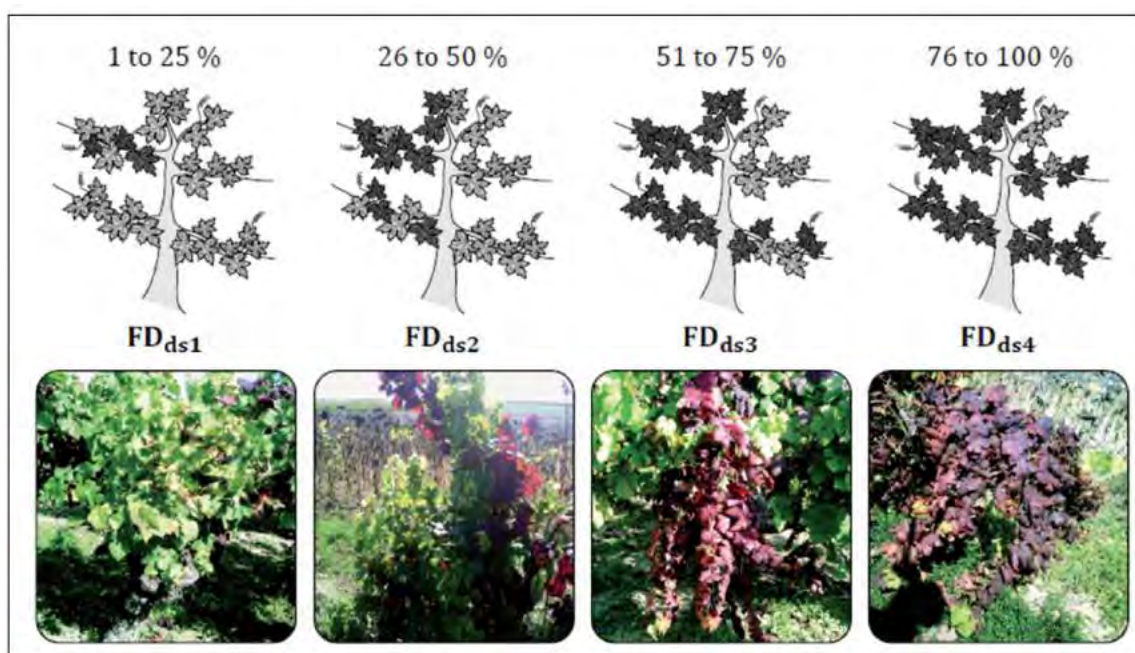 1 to 25 % 26 to 50 % 51 to 75 % 76 to 100 %
FDds1 FDds2 FDds3 FDds4